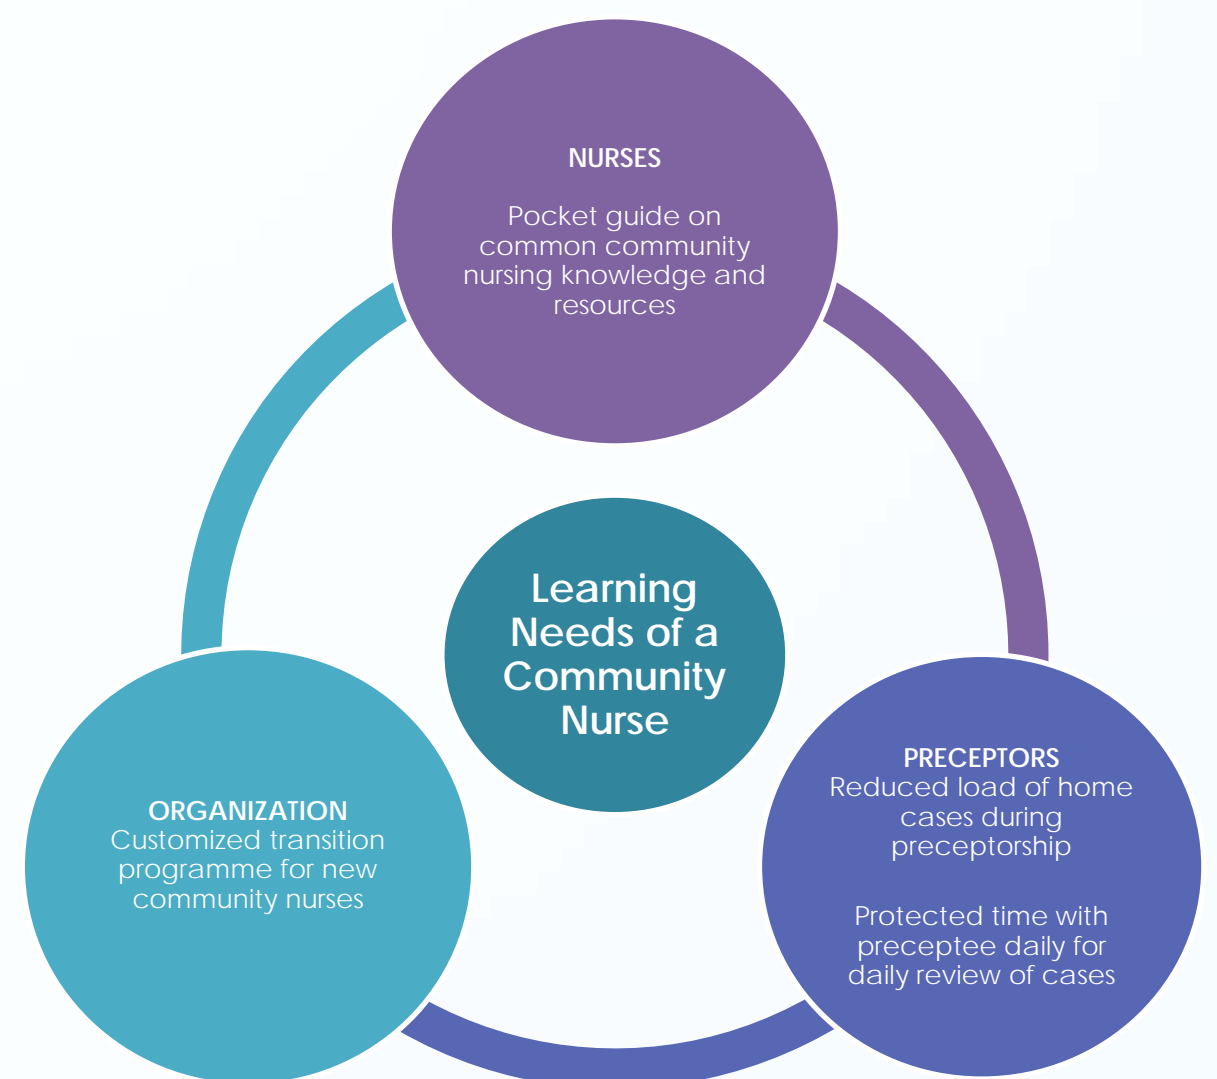 NURSES
Pocket guide on
common community
nursing knowledge and
resources
Learning
Needs of a
Community
Nurse
PRECEPTORS
Reduced load of home
cases during
preceptorship
Protected time with
preceptee daily for
daily review of cases
ORGANIZATION
Customized transition
programme for new
community nurses